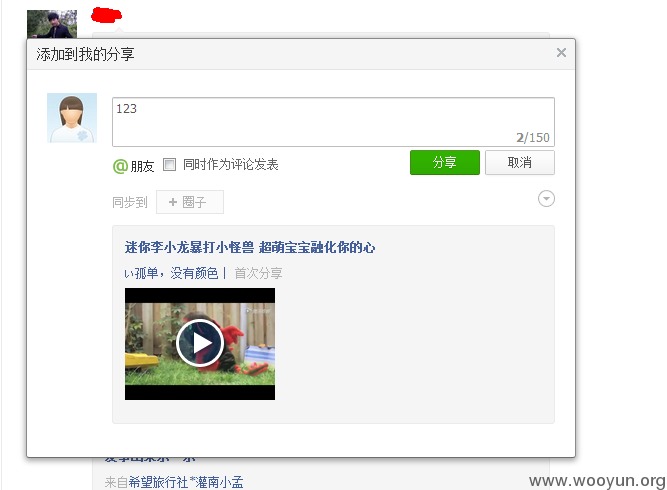 添加到我的分享
123
2/150
@朋友 同时作为评论发表 分享 取消
同步到 + 圈子
迷你李小龙暴打小怪兽 超萌宝宝融化你的心
い孤单，没有颜色丨 首次分享
来自希望旅行社*灌南小孟
www.wooyun.org